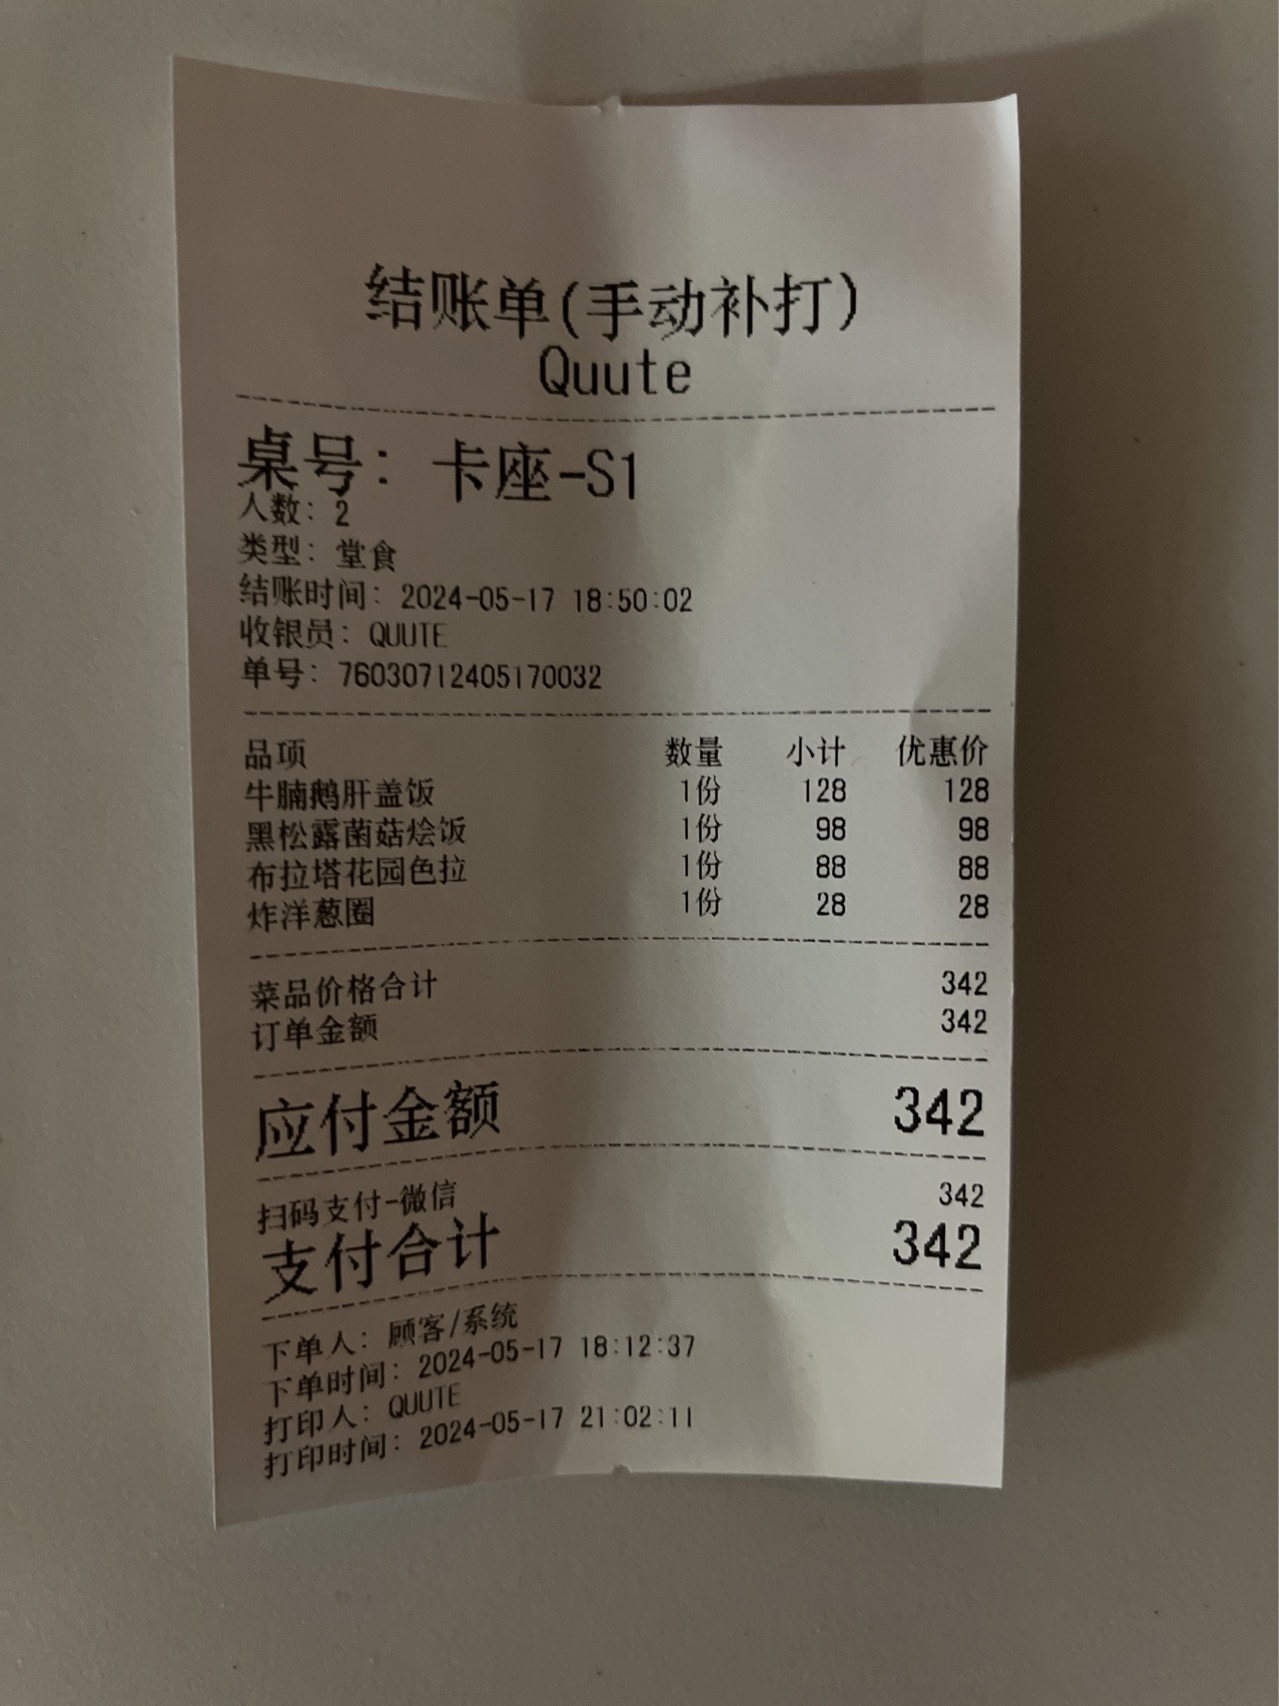 结账单(手动补打)
Quute
桌号: 卡座-S1
人数: 2
类型: 堂食
结账时间: 2024-05-17 18:50:02
收银员: QUUTE
单号: 76030712405170032
品项 数量 小计 优惠价
牛腩鹅肝盖饭 1份 128 128
黑松露菌菇烩饭 1份 98 98
布拉塔花园色拉 1份 88 88
炸洋葱圈 1份 28 28
菜品价格合计 342
订单金额 342
应付金额 342
扫码支付-微信 342
支付合计 342
下单人: 顾客/系统
下单时间: 2024-05-17 18:12:37
打印人: QUUTE
打印时间: 2024-05-17 21:02:11